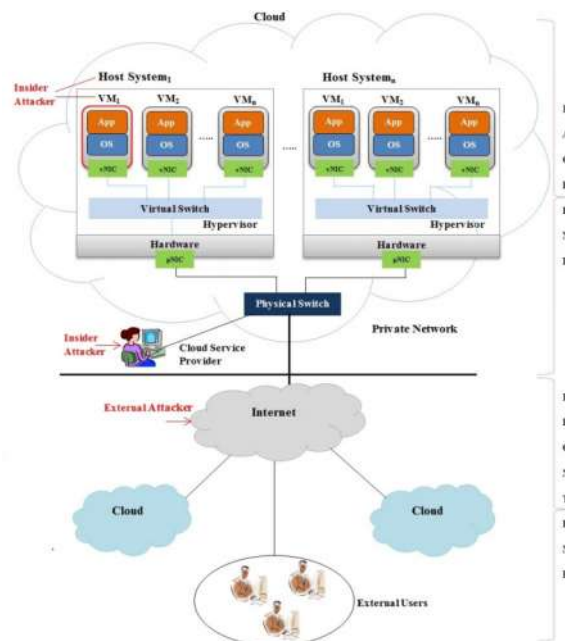 Cloud
Host System1
Host Systemn
Insider
Attacker
VM1 VM2 VMn
VM1 VM2 VMn
App App App
App App App
OS OS OS
OS OS OS
vNIC vNIC vNIC
vNIC vNIC vNIC
..... ..... .....
Virtual Switch
Virtual Switch
Hypervisor
Hypervisor
Hardware
Hardware
pNIC
pNIC
Physical Switch
Private Network
Insider
Attacker
Cloud Service
Provider
External Attacker
Internet
Cloud
Cloud
External Users